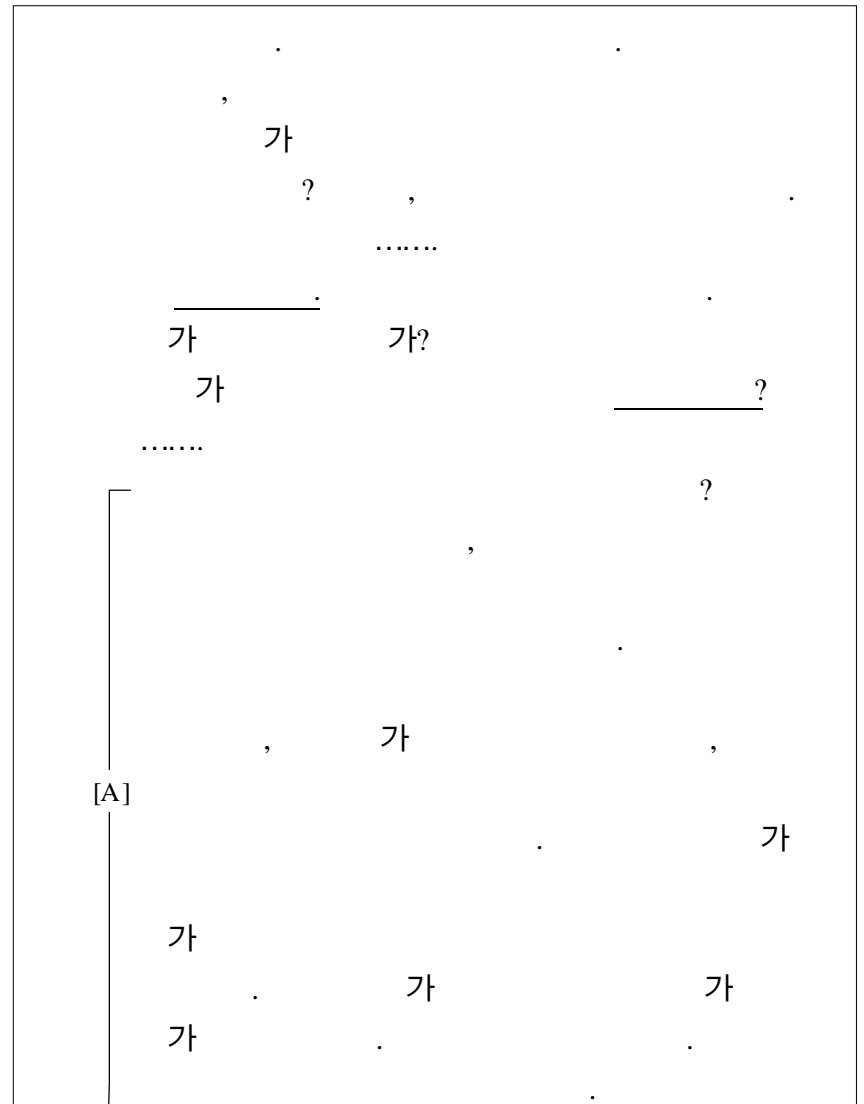 . .
,
가
? , .
…….
. .
가 가?
가 ?
…….
?
,
.
, 가 ,
[A]
. 가
가
. 가 가
가 . .
.